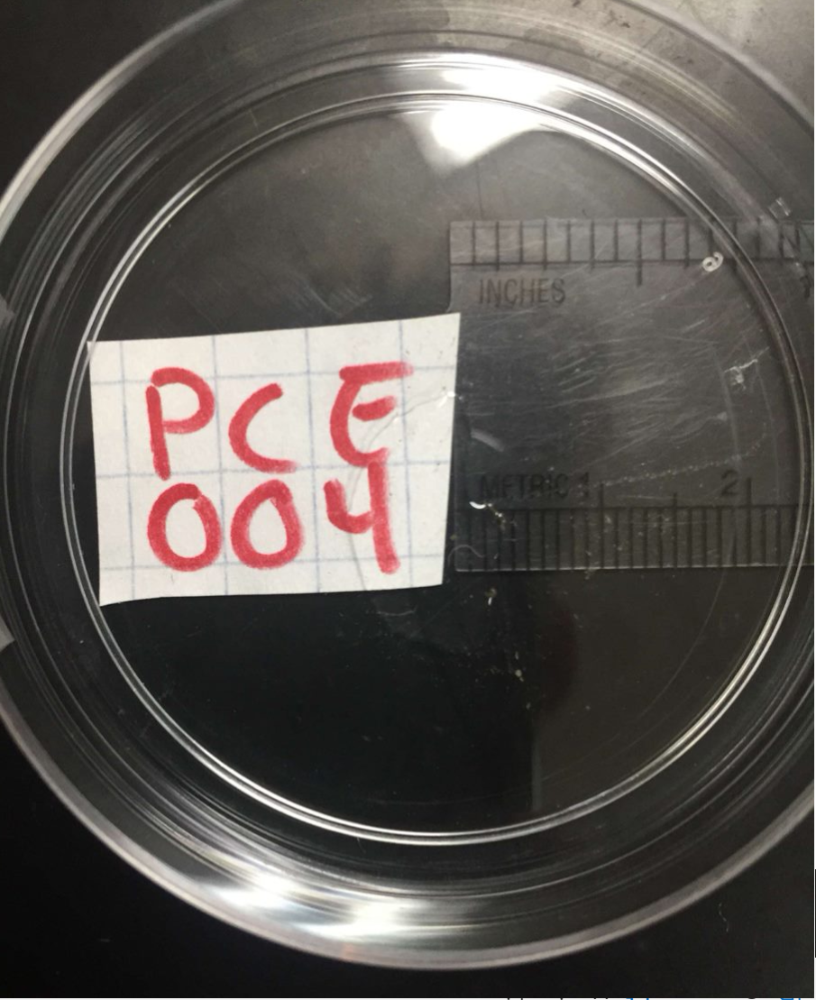 INCHES
PCE
004
METRIC 1 2